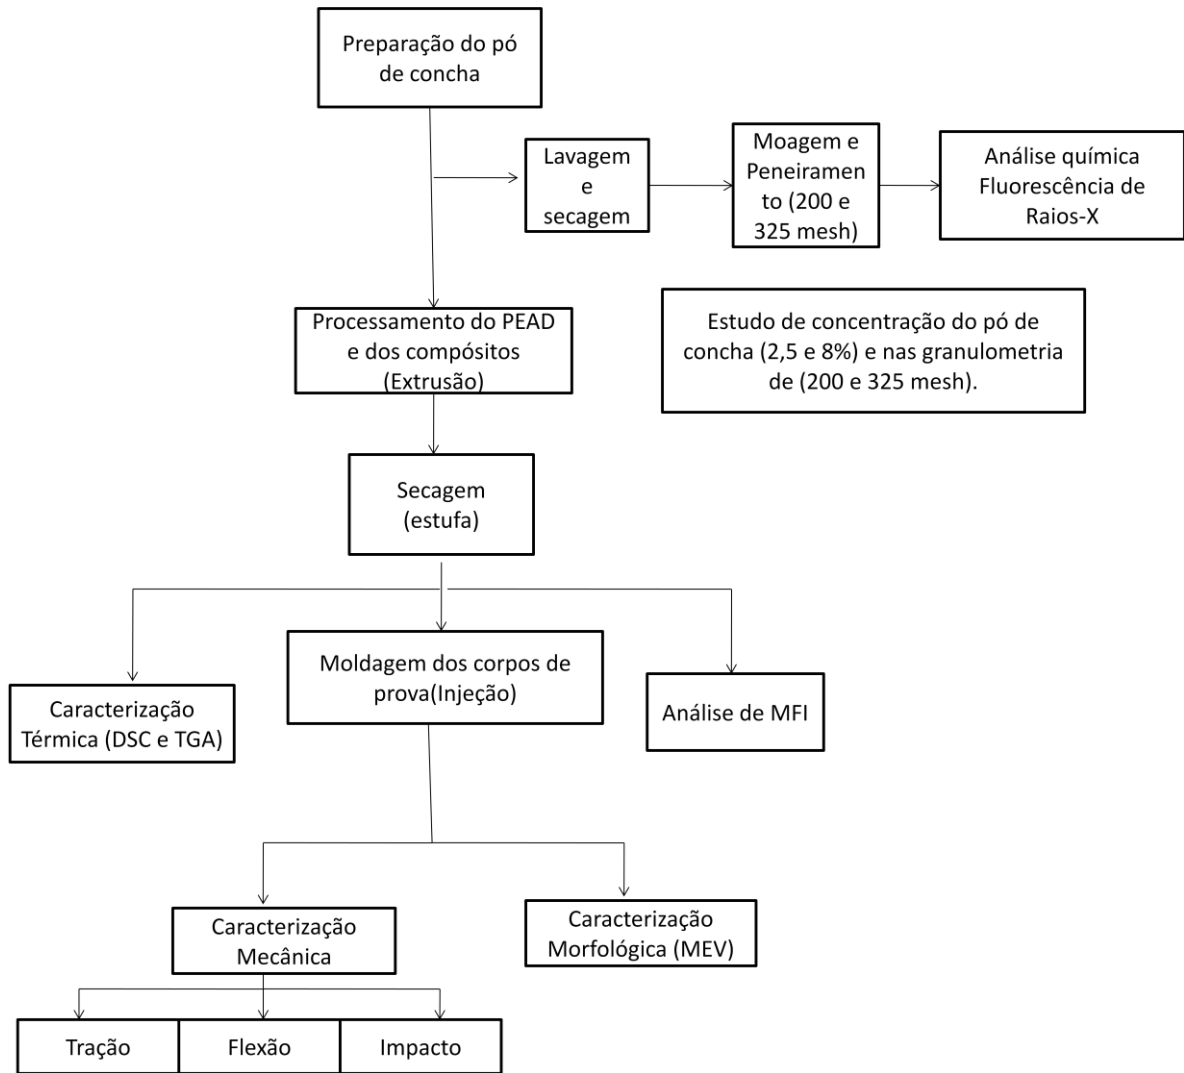 Preparação do pó
de concha
Lavagem
e
secagem
Moagem e
Peneiramen
to (200 e
325 mesh)
Análise química
Fluorescência de
Raios-X
Processamento do PEAD
e dos compósitos
(Extrusão)
Estudo de concentração do pó de
concha (2,5 e 8%) e nas granulometria
de (200 e 325 mesh).
Secagem
(estufa)
Caracterização
Térmica (DSC e TGA)
Moldagem dos corpos de
prova(Injeção)
Análise de MFI
Caracterização
Mecânica
Caracterização
Morfológica (MEV)
Tração
Flexão
Impacto